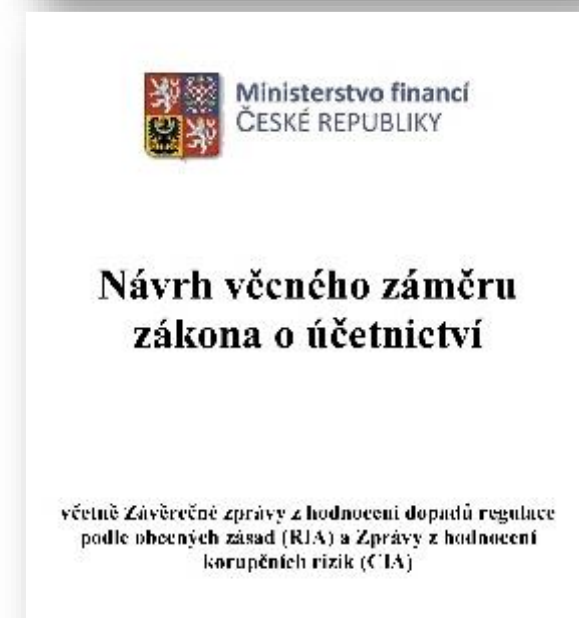 Ministerstvo financí
ČESKÉ REPUBLIKY
Návrh věcného záměru
zákona o účetnictví
včetně Závěrečné zprávy z hodnocení dopadů regulace
podle obecných zásad (RIA) a Zprávy z hodnocení
korupčních rizik (CIA)